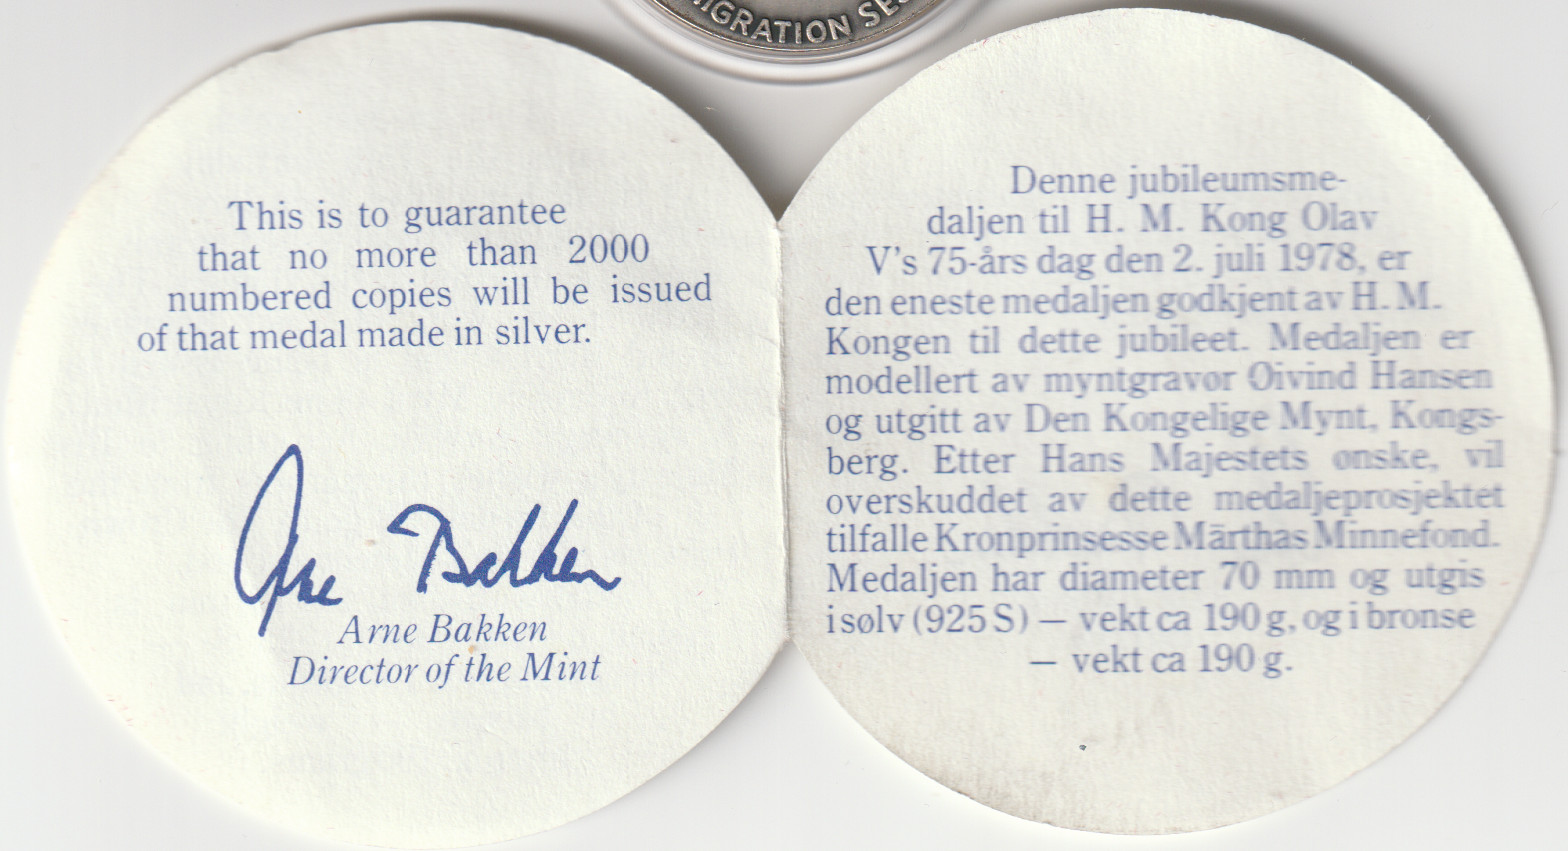 IGRATION SE
This is to guarantee
that no more than 2000
numbered copies will be issued
of that medal made in silver.
Arne Bakken
Arne Bakken
Director of the Mint
Denne jubileumsme-
daljen til H. M. Kong Olav
V's 75-års dag den 2. juli 1978, er
den eneste medaljen godkjent av H. M.
Kongen til dette jubileet. Medaljen er
modellert av myntgravør Øivind Hansen
og utgitt av Den Kongelige Mynt, Kongs-
berg. Etter Hans Majestets ønske, vil
overskuddet av dette medaljeprosjektet
tilfalle Kronprinsesse Märthas Minnefond.
Medaljen har diameter 70 mm og utgis
i sølv (925 S) — vekt ca 190 g, og i bronse
— vekt ca 190 g.